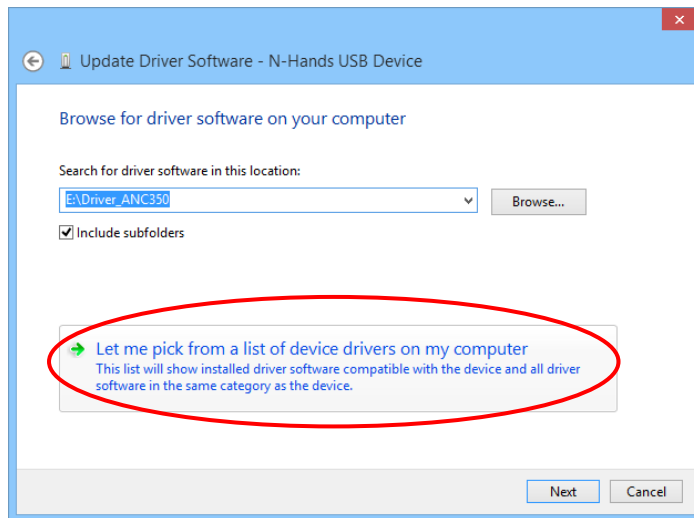 Update Driver Software - N-Hands USB Device
Browse for driver software on your computer
Search for driver software in this location:
E:\Driver_ANC350
Browse...
Include subfolders
Let me pick from a list of device drivers on my computer
This list will show installed driver software compatible with the device and all driver
software in the same category as the device.
Next
Cancel